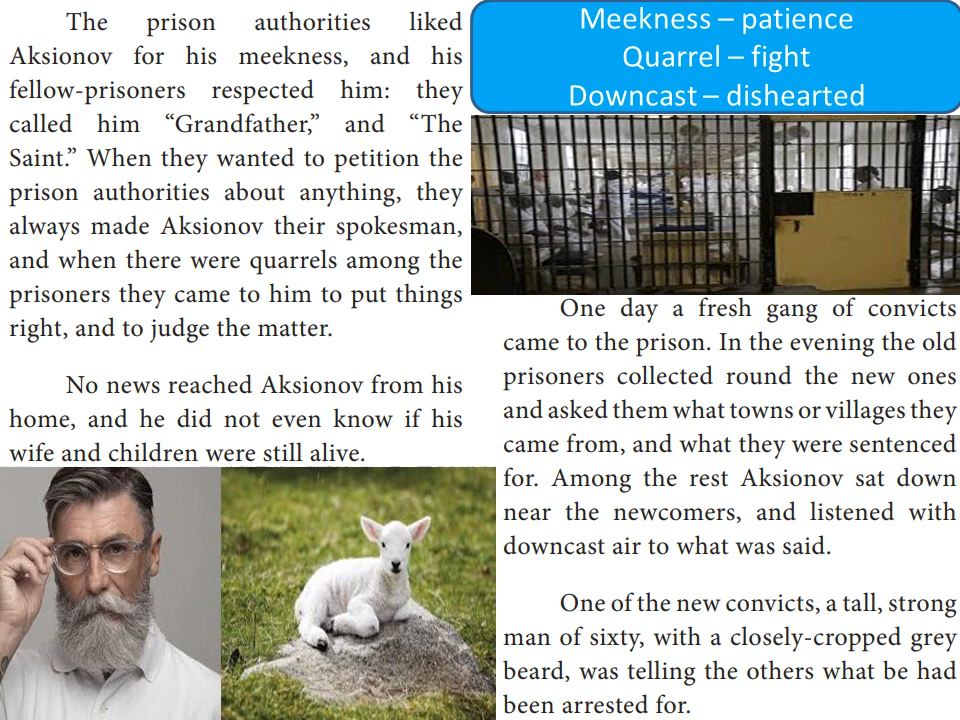 The prison authorities liked
Aksionov for his meekness, and his
fellow-prisoners respected him: they
called him “Grandfather,” and “The
Saint.” When they wanted to petition the
prison authorities about anything, they
always made Aksionov their spokesman,
and when there were quarrels among the
prisoners they came to him to put things
right, and to judge the matter.
No news reached Aksionov from his
home, and he did not even know if his
wife and children were still alive.
Meekness – patience
Quarrel – fight
Downcast – dishearted
One day a fresh gang of convicts
came to the prison. In the evening the old
prisoners collected round the new ones
and asked them what towns or villages they
came from, and what they were sentenced
for. Among the rest Aksionov sat down
near the newcomers, and listened with
downcast air to what was said.
One of the new convicts, a tall, strong
man of sixty, with a closely-cropped grey
beard, was telling the others what be had
been arrested for.